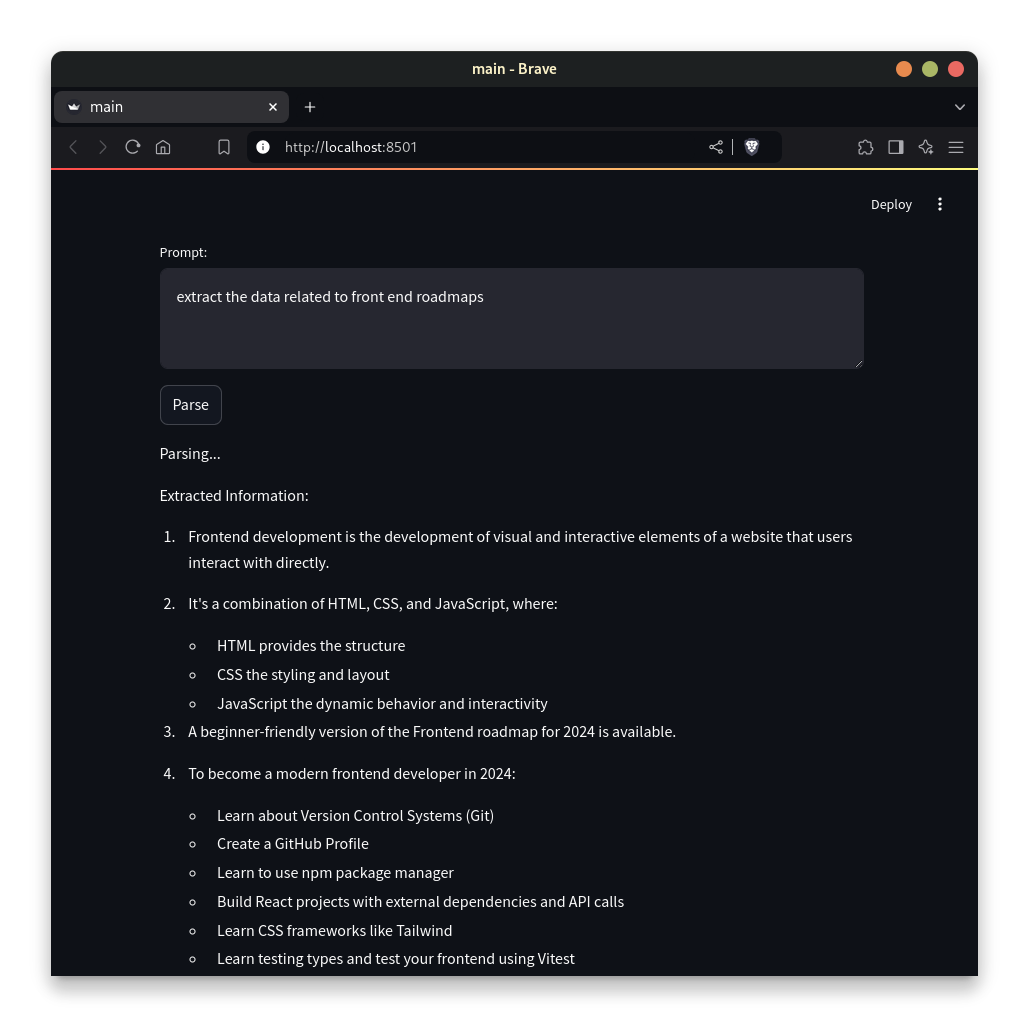 main - Brave
main
http://localhost:8501
Deploy
Prompt:
extract the data related to front end roadmaps
Parse
Parsing...
Extracted Information:
1. Frontend development is the development of visual and interactive elements of a website that users
interact with directly.
2. It's a combination of HTML, CSS, and JavaScript, where:
HTML provides the structure
CSS the styling and layout
JavaScript the dynamic behavior and interactivity
3. A beginner-friendly version of the Frontend roadmap for 2024 is available.
4. To become a modern frontend developer in 2024:
Learn about Version Control Systems (Git)
Create a GitHub Profile
Learn to use npm package manager
Build React projects with external dependencies and API calls
Learn CSS frameworks like Tailwind
Learn testing types and test your frontend using Vitest